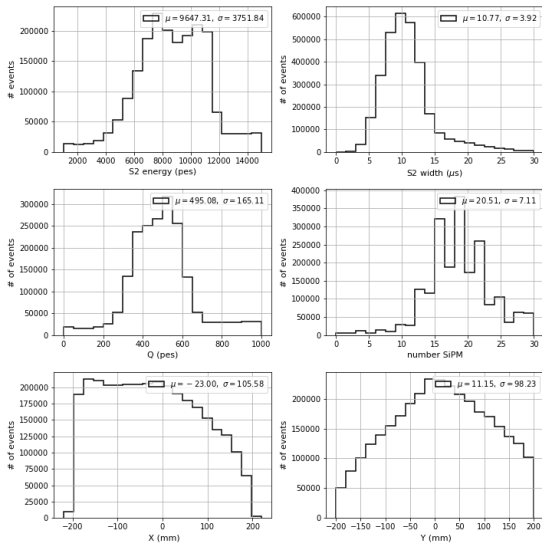 μ = 9647.31, σ = 3751.84
200000
150000
100000
50000
0
# of events
2000 4000 6000 8000 10000 12000 14000
S2 energy (pes)
μ = 10.77, σ = 3.92
600000
500000
400000
300000
200000
100000
0
# of events
0 5 10 15 20 25 30
S2 width (μs)
μ = 495.08, σ = 165.11
300000
250000
200000
150000
100000
50000
0
# of events
0 200 400 600 800 1000
Q (pes)
μ = 20.51, σ = 7.11
400000
350000
300000
250000
200000
150000
100000
50000
0
# of events
0 5 10 15 20 25 30
number SiPM
μ = −23.00, σ = 105.58
200000
175000
150000
125000
100000
75000
50000
25000
0
# of events
−200 −100 0 100 200
X (mm)
μ = 11.15, σ = 98.23
200000
150000
100000
50000
0
# of events
−200 −150 −100 −50 0 50 100 150 200
Y (mm)